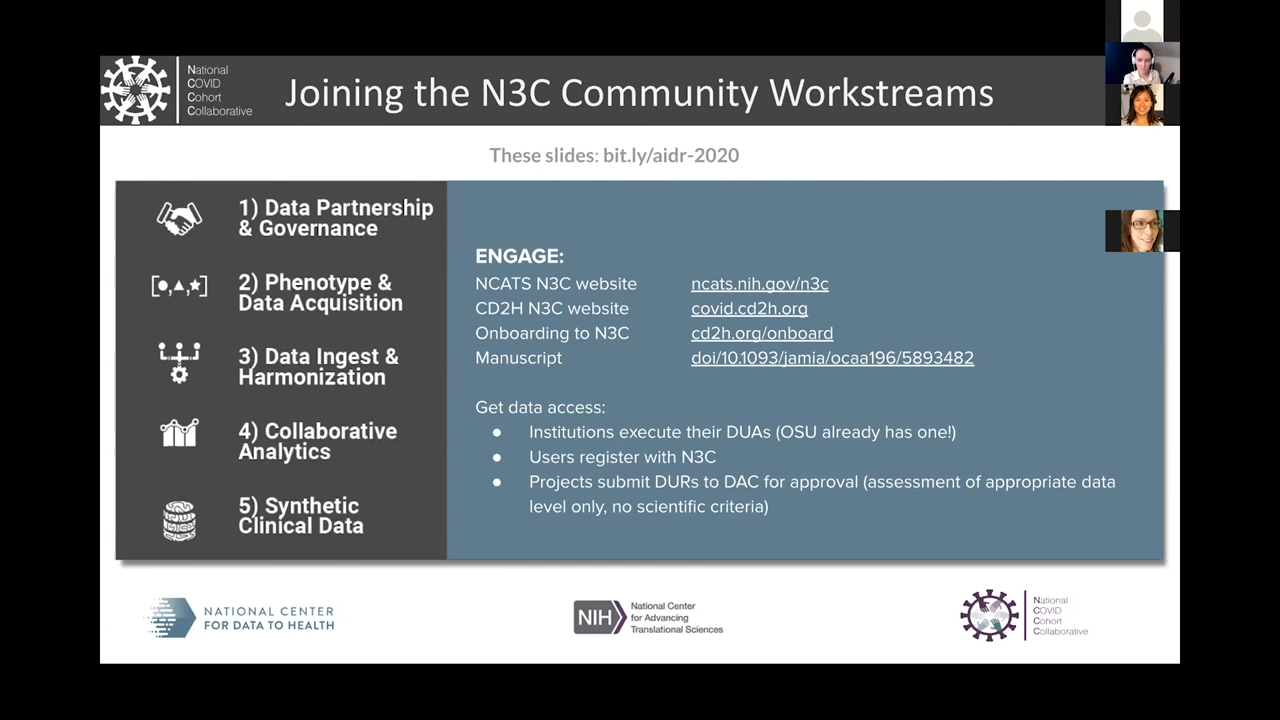 National
COVID
Cohort
Collaborative
Joining the N3C Community Workstreams
These slides: bit.ly/aidr-2020
1) Data Partnership
& Governance
[●,▲,★]
2) Phenotype &
Data Acquisition
3) Data Ingest &
Harmonization
4) Collaborative
Analytics
5) Synthetic
Clinical Data
ENGAGE:
NCATS N3C website ncats.nih.gov/n3c
CD2H N3C website covid.cd2h.org
Onboarding to N3C cd2h.org/onboard
Manuscript doi/10.1093/jamia/ocaa196/5893482
Get data access:
● Institutions execute their DUAs (OSU already has one!)
● Users register with N3C
● Projects submit DURs to DAC for approval (assessment of appropriate data
level only, no scientific criteria)
NATIONAL CENTER
FOR DATA TO HEALTH
NIH
National Center
for Advancing
Translational Sciences
National
COVID
Cohort
Collaborative